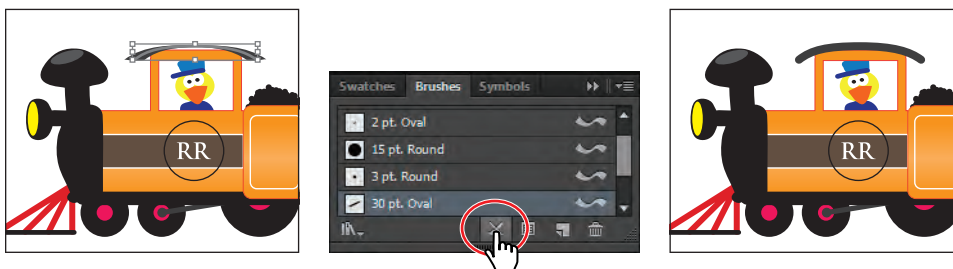 RR
Swatches Brushes Symbols
2 pt. Oval
15 pt. Round
3 pt. Round
30 pt. Oval
RR